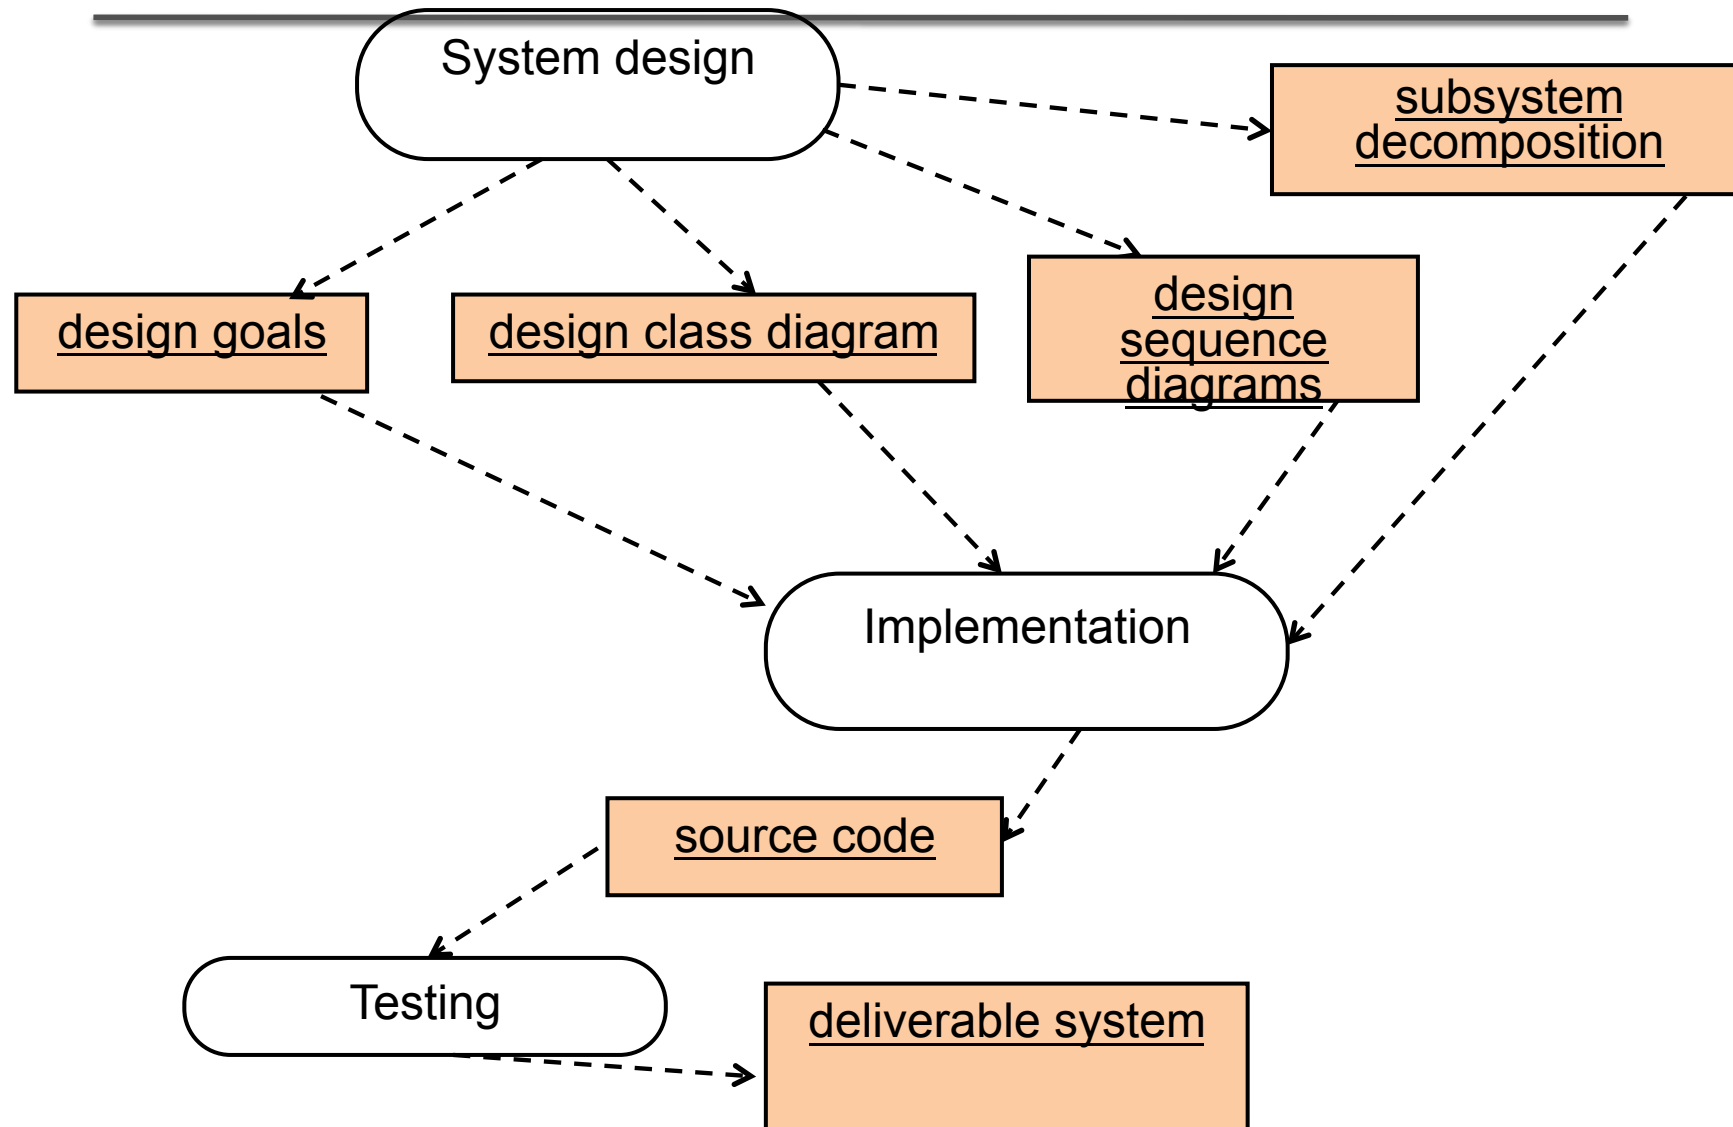 System design
subsystem
decomposition
design goals
design class diagram
design
sequence
diagrams
Implementation
source code
Testing
deliverable system